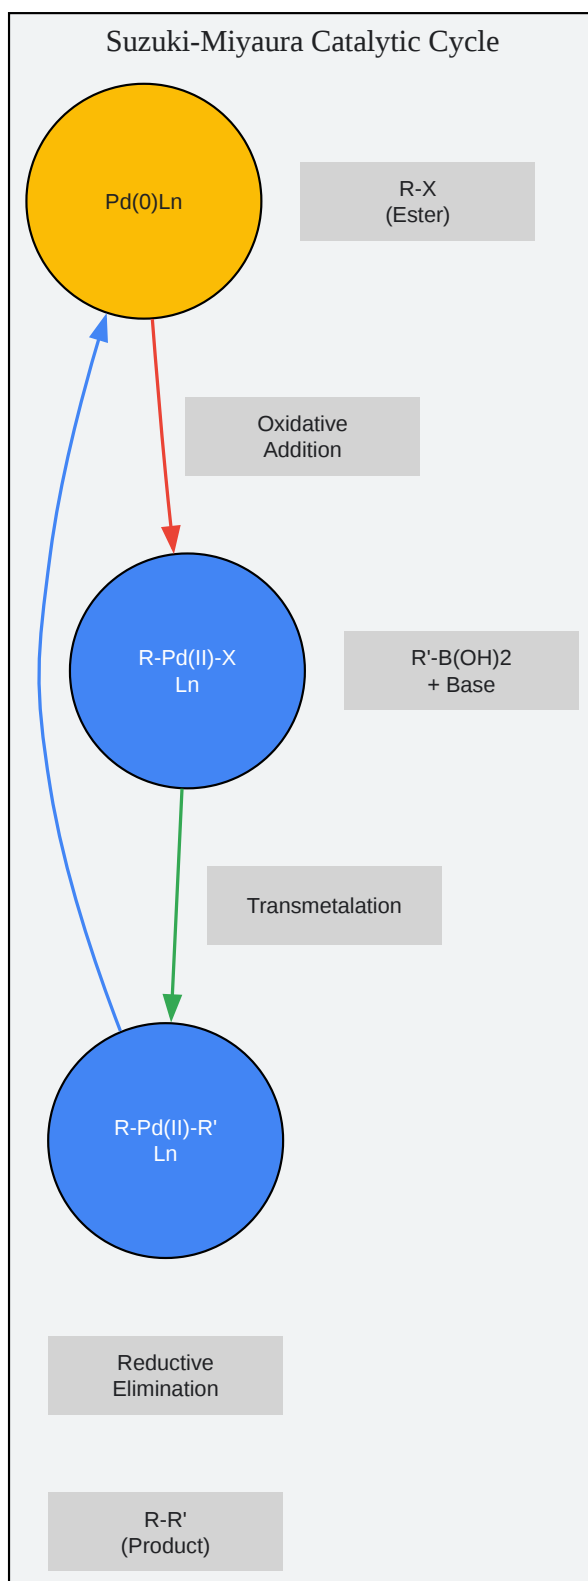 Suzuki-Miyaura Catalytic Cycle
Pd(0)Ln
R-X
(Ester)
Oxidative
Addition
R-Pd(II)-X
Ln
R'-B(OH)2
+ Base
Transmetalation
R-Pd(II)-R'
Ln
Reductive
Elimination
R-R'
(Product)